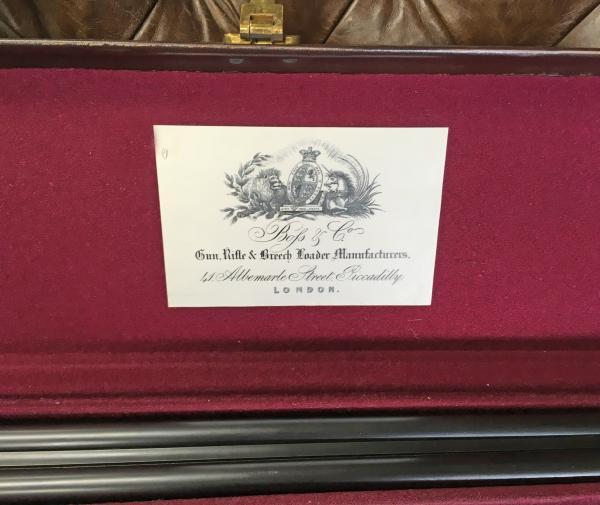 Boſs & Co
Gun, Rifle & Breech Loader Manufacturers,
41, Albemarle Street, Piccadilly,
LONDON.